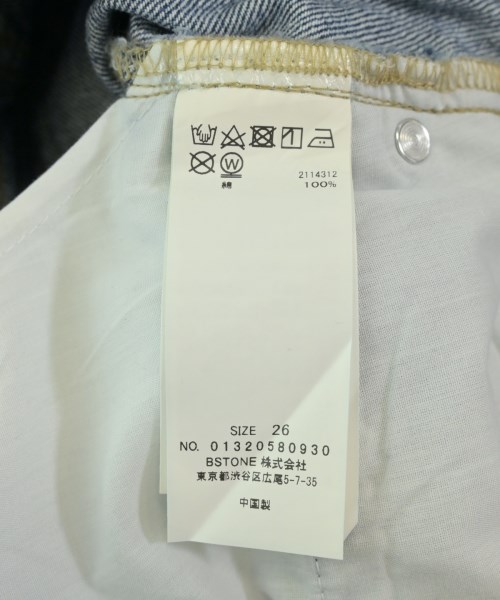 W
2114312
綿 100%
SIZE 26
NO. 01320580930
BSTONE 株式会社
東京都渋谷区広尾5-7-35
中国製